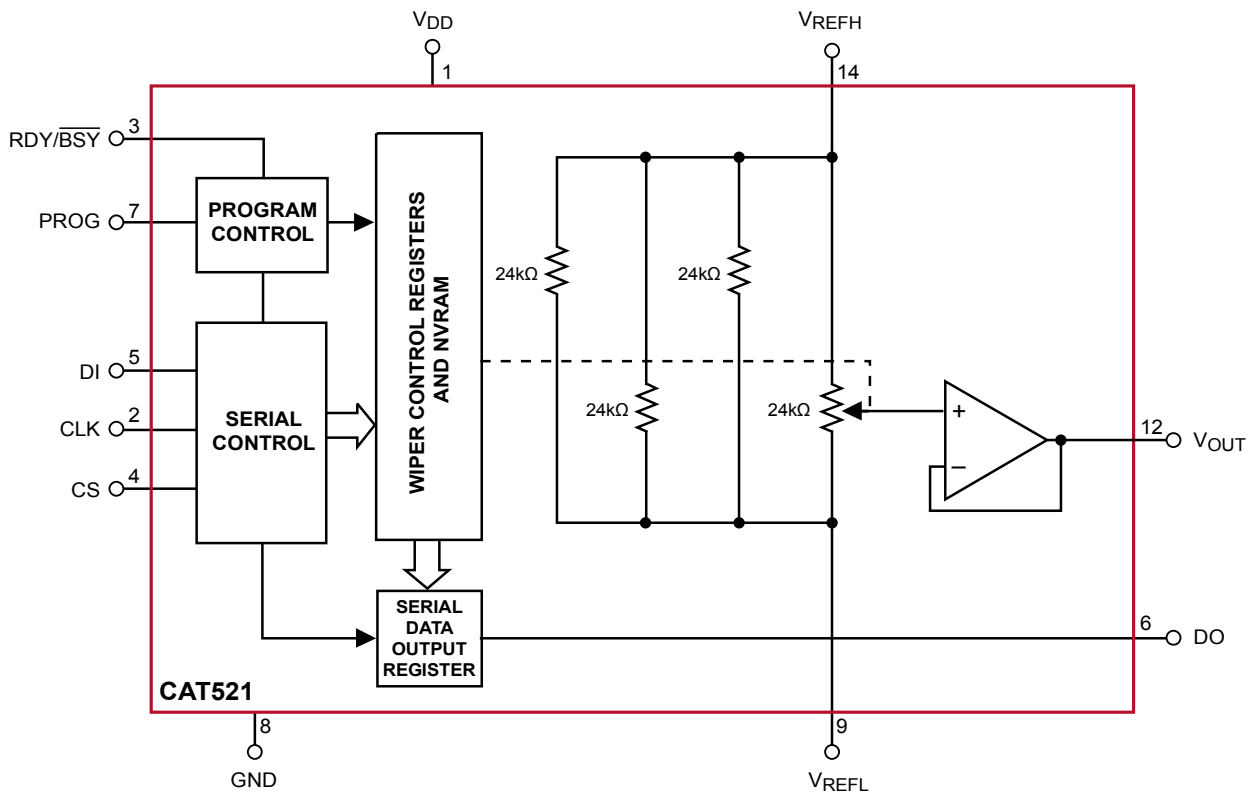 VDD
VREFH
1
14
RDY/BSY
3
PROG
7
PROGRAM
CONTROL
WIPER CONTROL REGISTERS
AND NVRAM
24kΩ
24kΩ
DI
5
CLK
2
CS
4
SERIAL
CONTROL
24kΩ
24kΩ
+
–
12
VOUT
SERIAL
DATA
OUTPUT
REGISTER
6
DO
CAT521
8
GND
9
VREFL